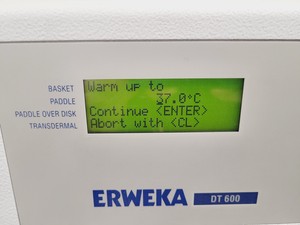 BASKET
PADDLE
PADDLE OVER DISK
TRANSDERMAL
Warm up to
37.0°C
Continue <ENTER>
Abort with <CL>
ERWEKA DT 600